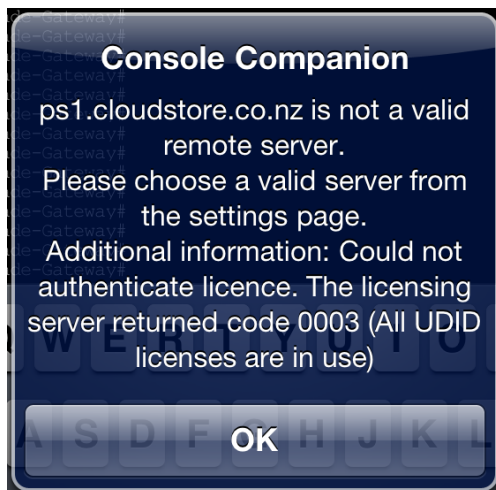 ade-Gateway#
Console Companion
ps1.cloudstore.co.nz is not a valid
remote server.
Please choose a valid server from
the settings page.
Additional information: Could not
authenticate licence. The licensing
server returned code 0003 (All UDID
licenses are in use)
W E R T Y U I O
A S D F G H J K L
OK